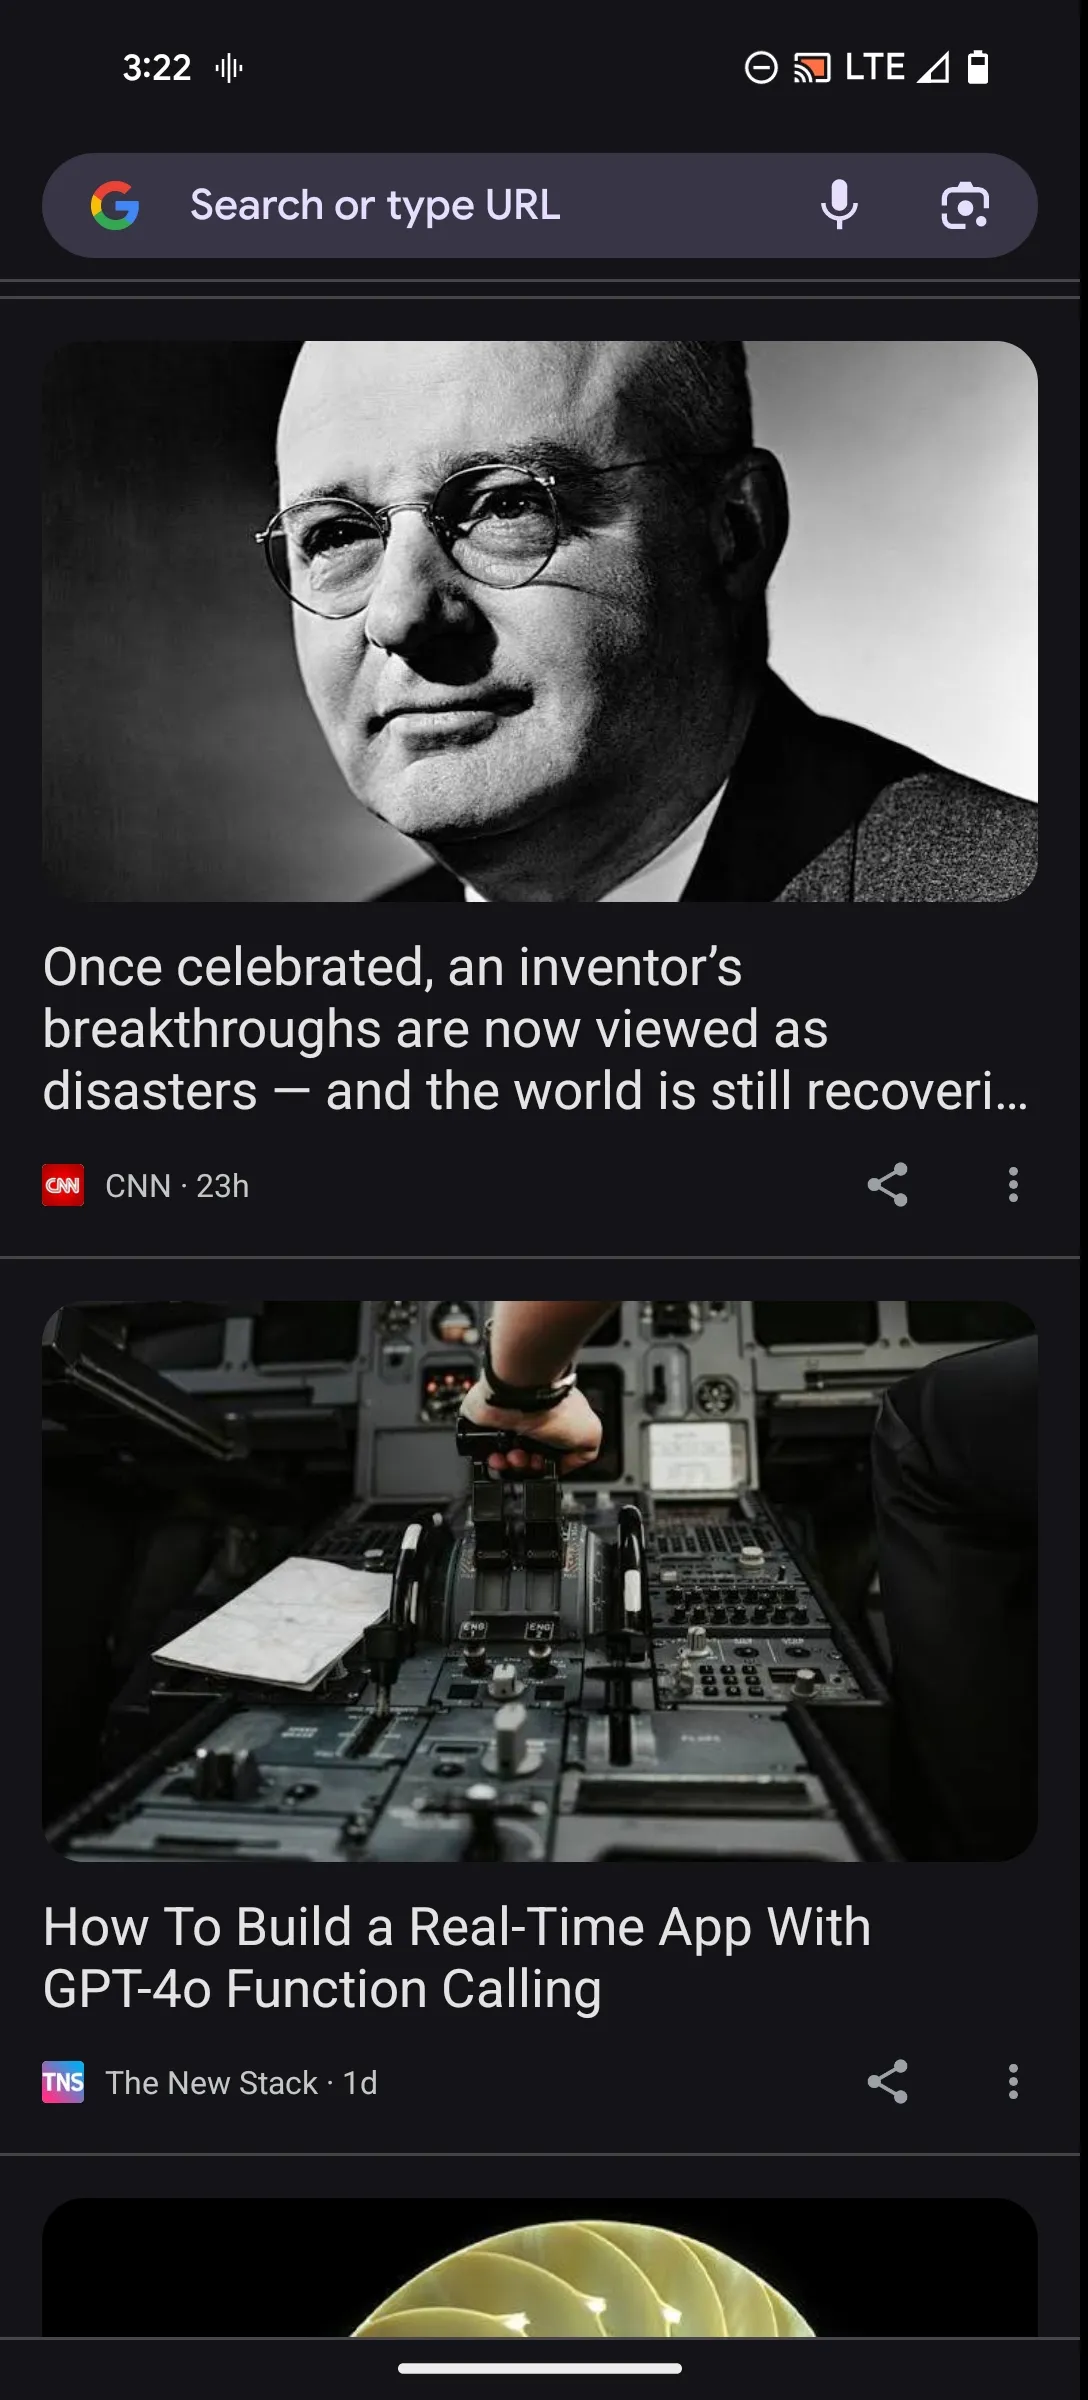 3:22
LTE
Search or type URL
Once celebrated, an inventor’s
breakthroughs are now viewed as
disasters — and the world is still recoveri…
CNN
CNN · 23h
ENG
1
ENG
2
How To Build a Real-Time App With
GPT-4o Function Calling
TNS
The New Stack · 1d